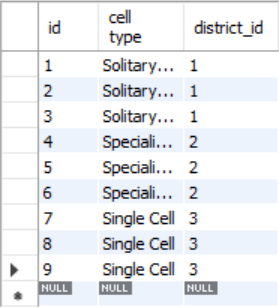 id cell type district_id
1 Solitary... 1
2 Solitary... 1
3 Solitary... 1
4 Speciali... 2
5 Speciali... 2
6 Speciali... 2
7 Single Cell 3
8 Single Cell 3
9 Single Cell 3
NULL NULL NULL